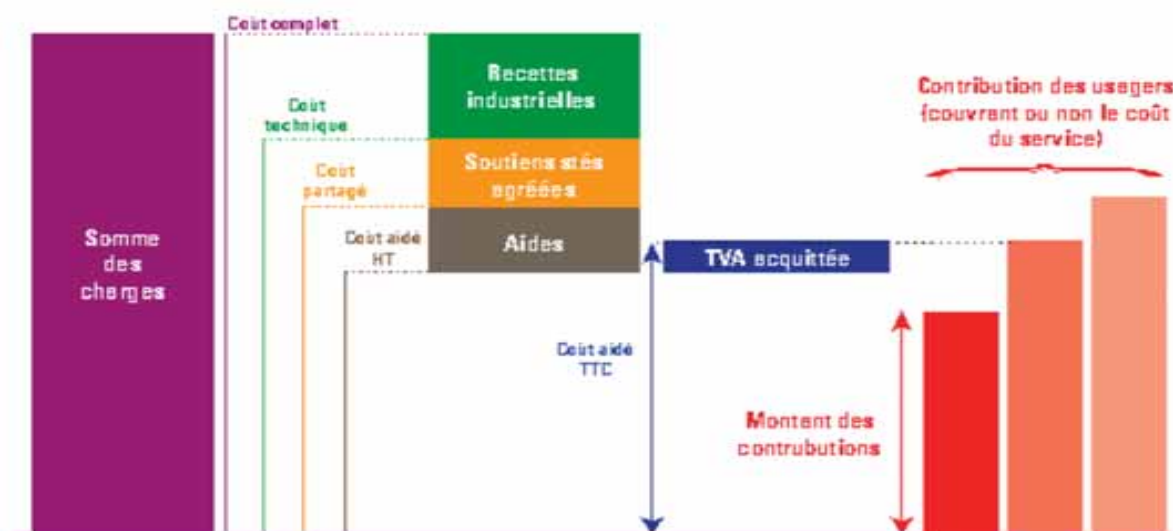 Coût complet
Recettes
industrielles
Coût
technique
Soutiens stés
agréées
Coût
partagé
Aides
Coût aidé
HT
Somme
des
charges
TVA acquittée
Coût aidé
TTC
Contribution des usagers
(couvrant ou non le coût
du service)
Montant des
contrubutions